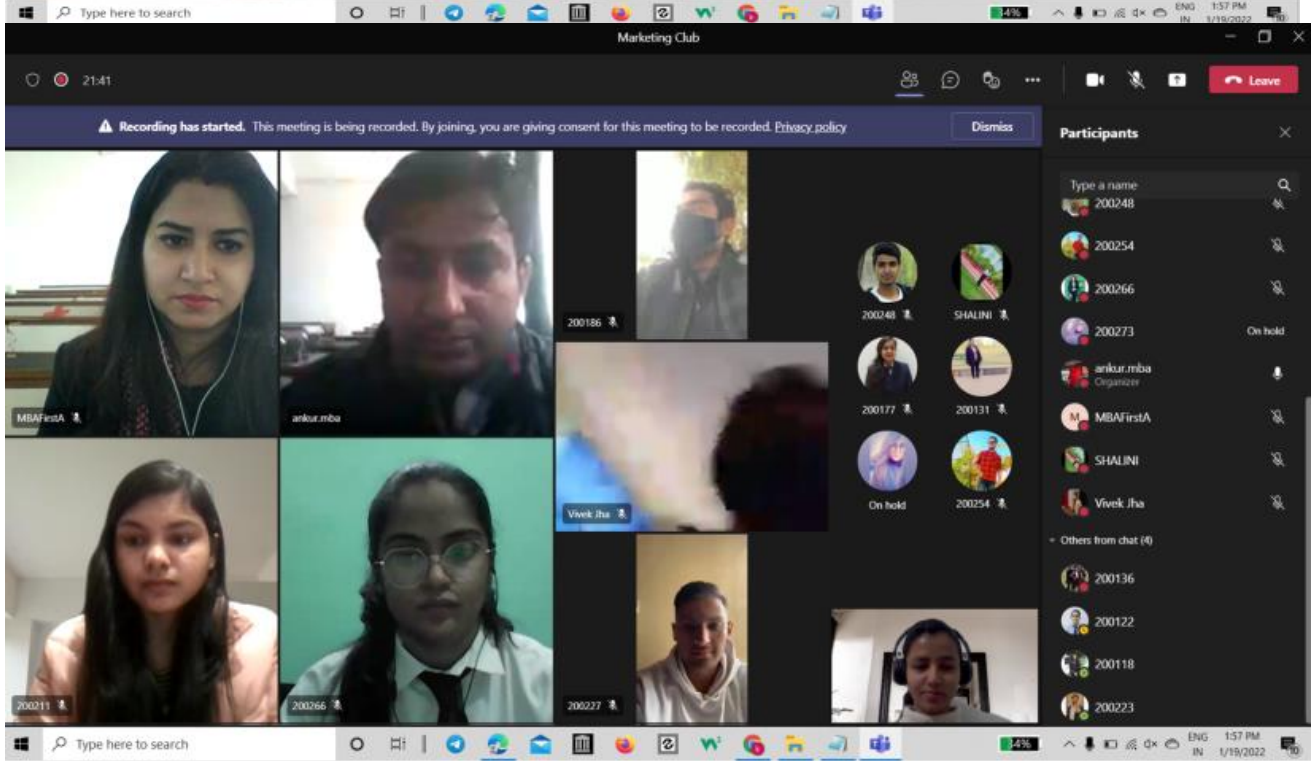 Type here to search
34%
ENG
1:57 PM
IN
1/19/2022
Marketing Club
21:41
Leave
Recording has started. This meeting is being recorded. By joining, you are giving consent for this meeting to be recorded. Privacy policy
Dismiss
Participants
Type a name
MBAFirstA
ankur.mba
200186
Vivek Jha
200211
200266
200227
200248
SHALINI
200177
200131
On hold
200254
200248
200254
200266
200273
On hold
ankur.mba
Organizer
M
MBAFirstA
SHALINI
Vivek Jha
Others from chat (4)
200136
200122
200118
200223
Type here to search
34%
ENG
1:57 PM
IN
1/19/2022